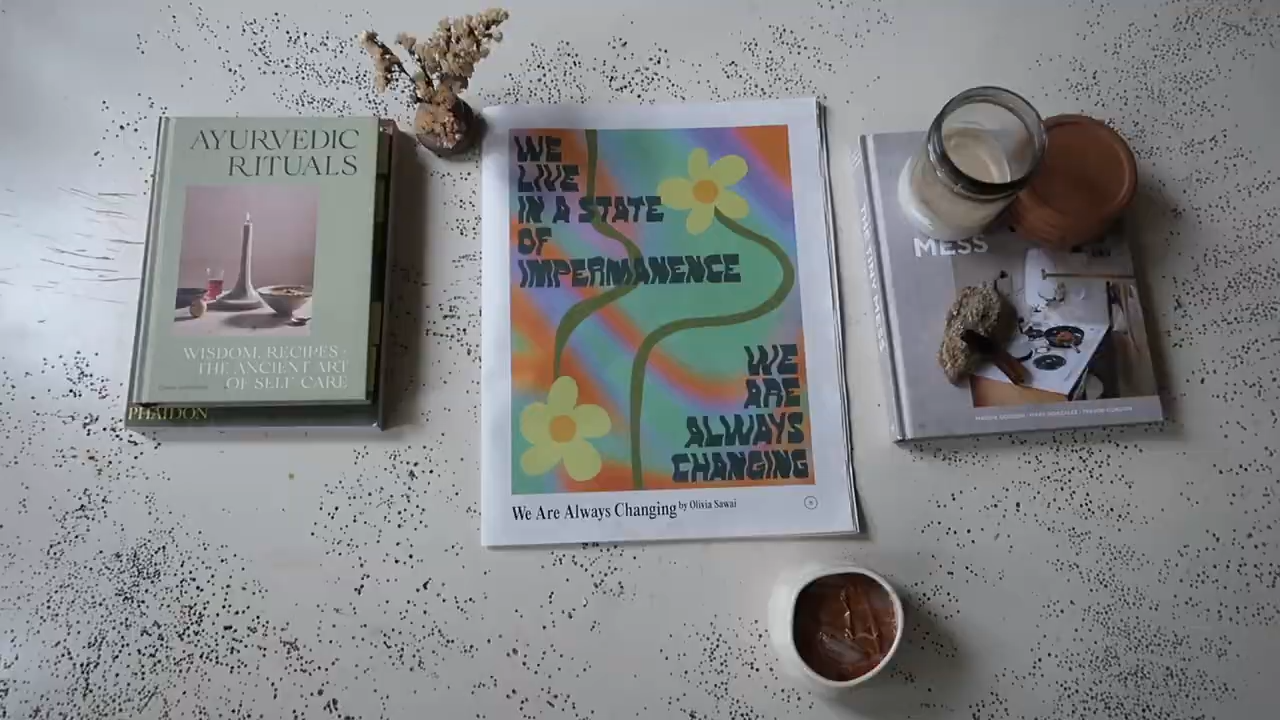 AYURVEDIC
RITUALS
WISDOM, RECIPES +
THE ANCIENT ART
OF SELF CARE
PHAIDON
WE
LIVE
IN A STATE
OF
IMPERMANENCE
WE
ARE
ALWAYS
CHANGING
We Are Always Changing by Olivia Sawai
MESS
THE TINY MESS